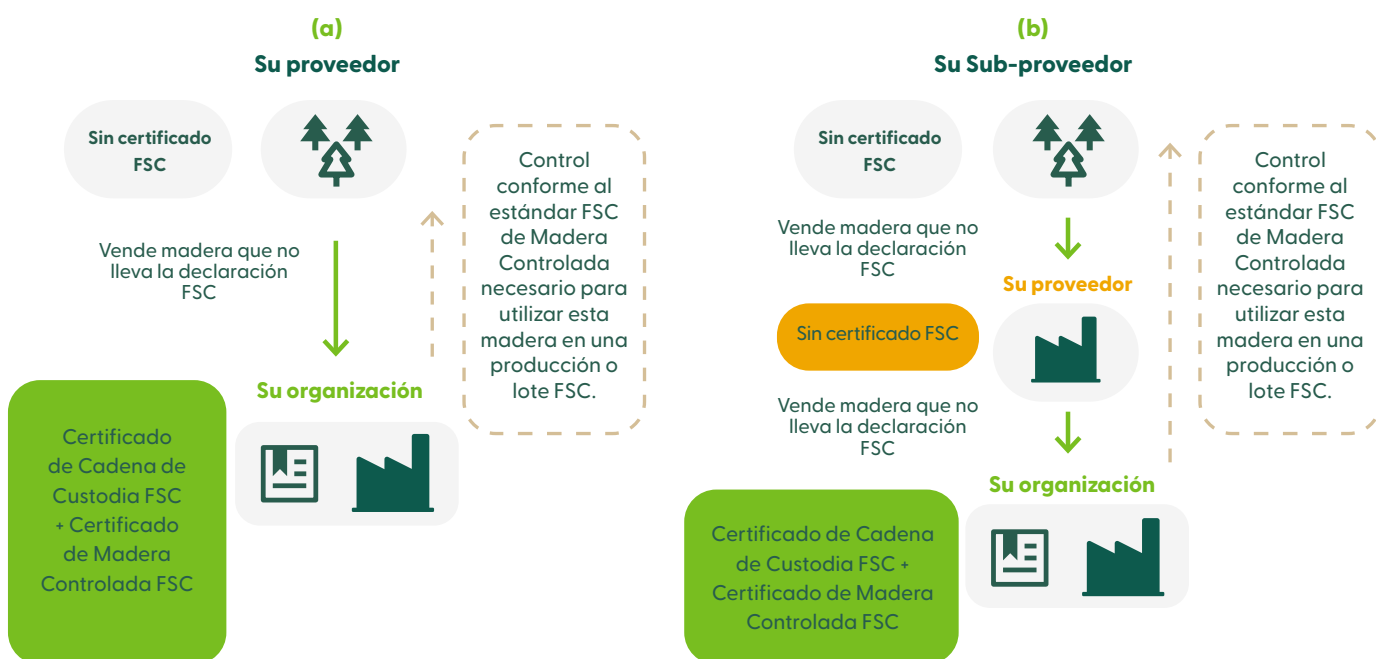 (a)
Su proveedor
Sin certificado
FSC
Vende madera que no
lleva la declaración
FSC
Control
conforme al
estándar FSC
de Madera
Controlada
necesario para
utilizar esta
madera en una
producción o
lote FSC.
Su organización
Certificado
de Cadena de
Custodia FSC
+ Certificado
de Madera
Controlada FSC
(b)
Su Sub-proveedor
Sin certificado
FSC
Vende madera que no
lleva la declaración
FSC
Su proveedor
Sin certificado FSC
Vende madera que no
lleva la declaración
FSC
Control
conforme al
estándar FSC
de Madera
Controlada
necesario para
utilizar esta
madera en una
producción o
lote FSC.
Su organización
Certificado de Cadena
de Custodia FSC +
Certificado de Madera
Controlada FSC